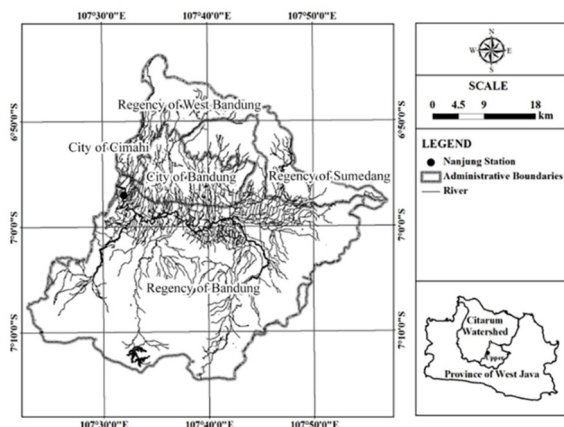 107°30'0"E 107°40'0"E 107°50'0"E
6°50'0"S
6°50'0"S
7°0'0"S
7°0'0"S
7°10'0"S
7°10'0"S
107°30'0"E 107°40'0"E 107°50'0"E
Regency of West Bandung
City of Cimahi
City of Bandung
Regency of Sumedang
Regency of Bandung
N
W E
S
SCALE
0 4.5 9 18
km
LEGEND
Nanjung Station
Administrative Boundaries
River
Citarum
Watershed
Upper
Province of West Java